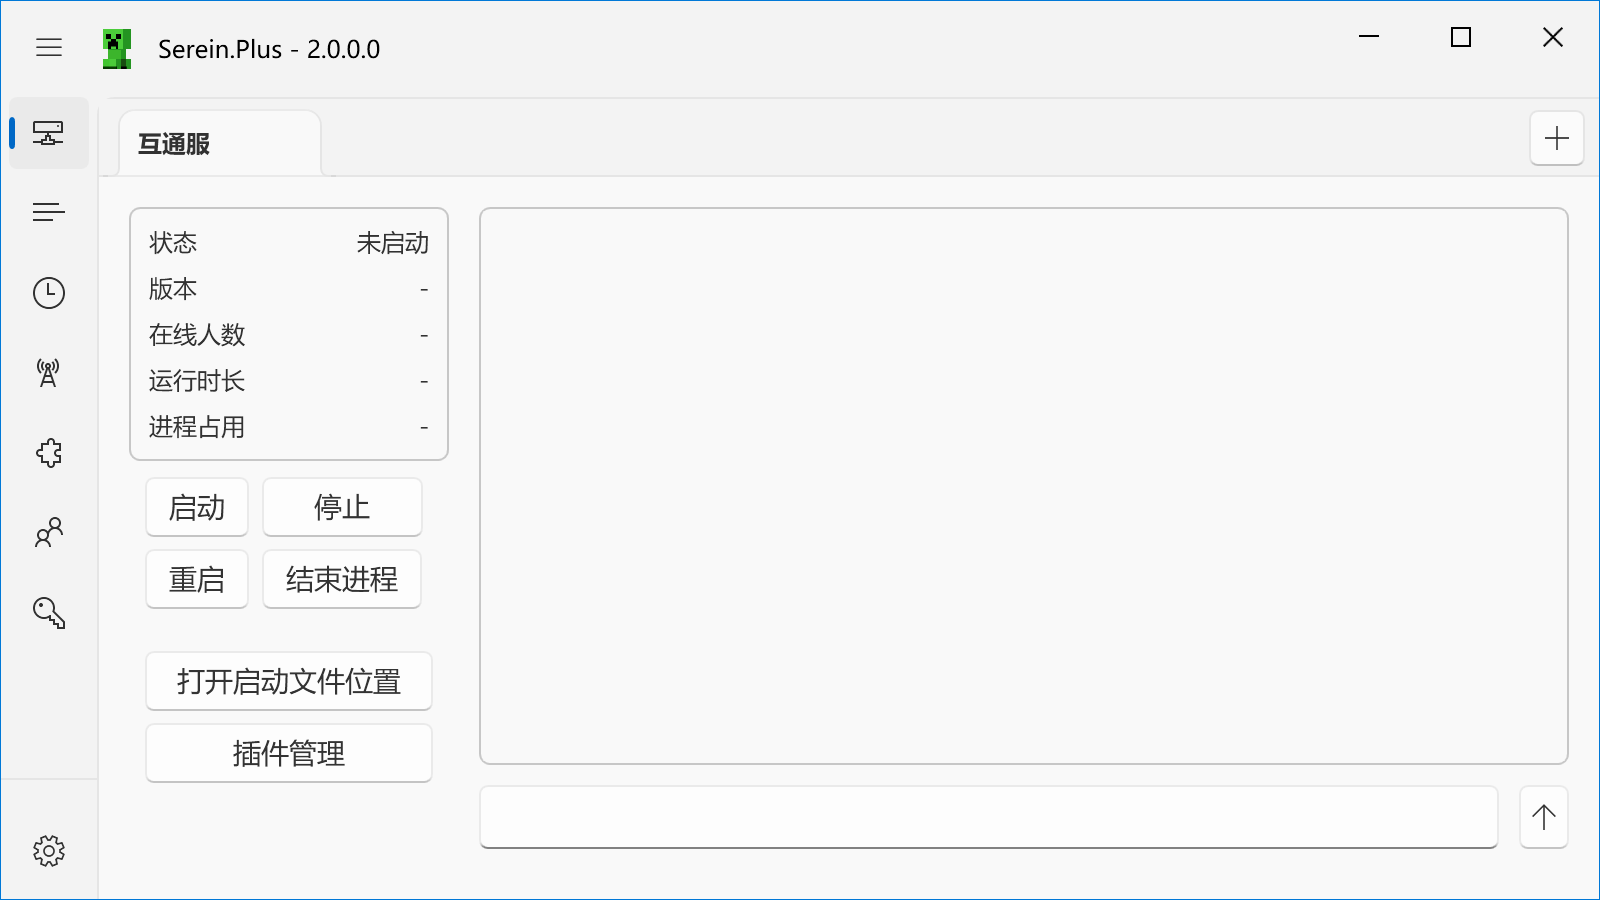 Serein.Plus - 2.0.0.0
互通服
状态 未启动
版本 -
在线人数 -
运行时长 -
进程占用 -
启动 停止
重启 结束进程
打开启动文件位置
插件管理